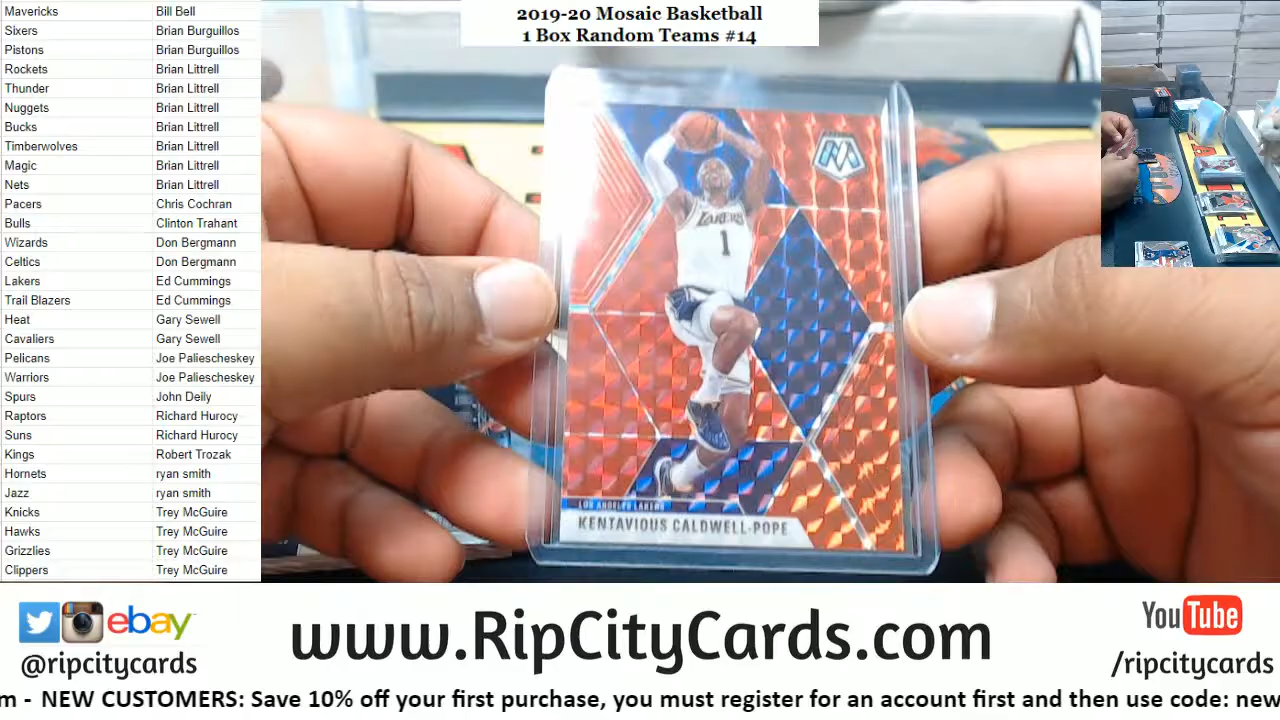 Mavericks Bill Bell
Sixers Brian Burguillos
Pistons Brian Burguillos
Rockets Brian Littrell
Thunder Brian Littrell
Nuggets Brian Littrell
Bucks Brian Littrell
Timberwolves Brian Littrell
Magic Brian Littrell
Nets Brian Littrell
Pacers Chris Cochran
Bulls Clinton Trahant
Wizards Don Bergmann
Celtics Don Bergmann
Lakers Ed Cummings
Trail Blazers Ed Cummings
Heat Gary Sewell
Cavaliers Gary Sewell
Pelicans Joe Paliescheskey
Warriors Joe Paliescheskey
Spurs John Deily
Raptors Richard Hurocy
Suns Richard Hurocy
Kings Robert Trozak
Hornets ryan smith
Jazz ryan smith
Knicks Trey McGuire
Hawks Trey McGuire
Grizzlies Trey McGuire
Clippers Trey McGuire
2019-20 Mosaic Basketball
1 Box Random Teams #14
LAKERS
1
LOS ANGELES LAKERS
KENTAVIOUS CALDWELL-POPE
ebay
@ripcitycards
www.RipCityCards.com
YouTube
/ripcitycards
m - NEW CUSTOMERS: Save 10% off your first purchase, you must register for an account first and then use code: new